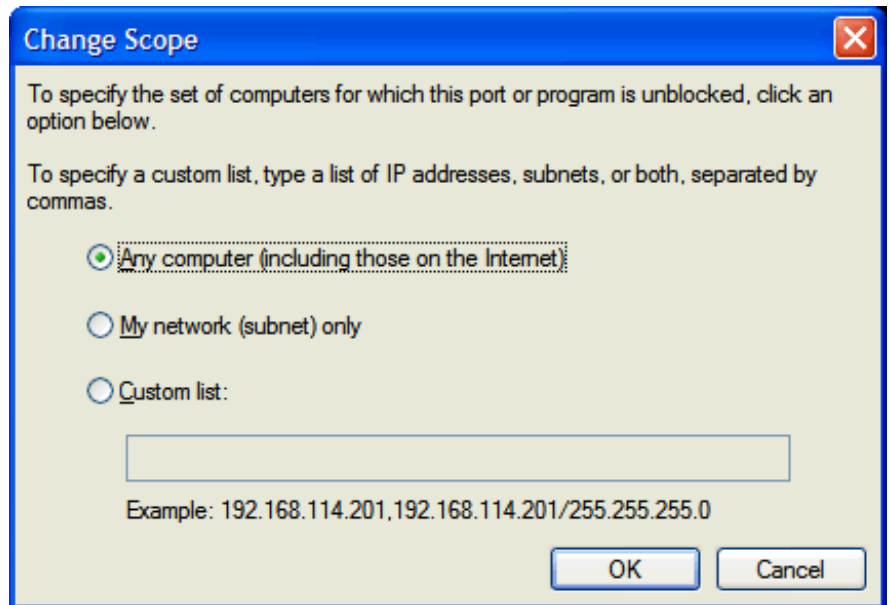 Change Scope
To specify the set of computers for which this port or program is unblocked, click an
option below.
To specify a custom list, type a list of IP addresses, subnets, or both, separated by
commas.
Any computer (including those on the Internet)
My network (subnet) only
Custom list:
Example: 192.168.114.201,192.168.114.201/255.255.255.0
OK Cancel